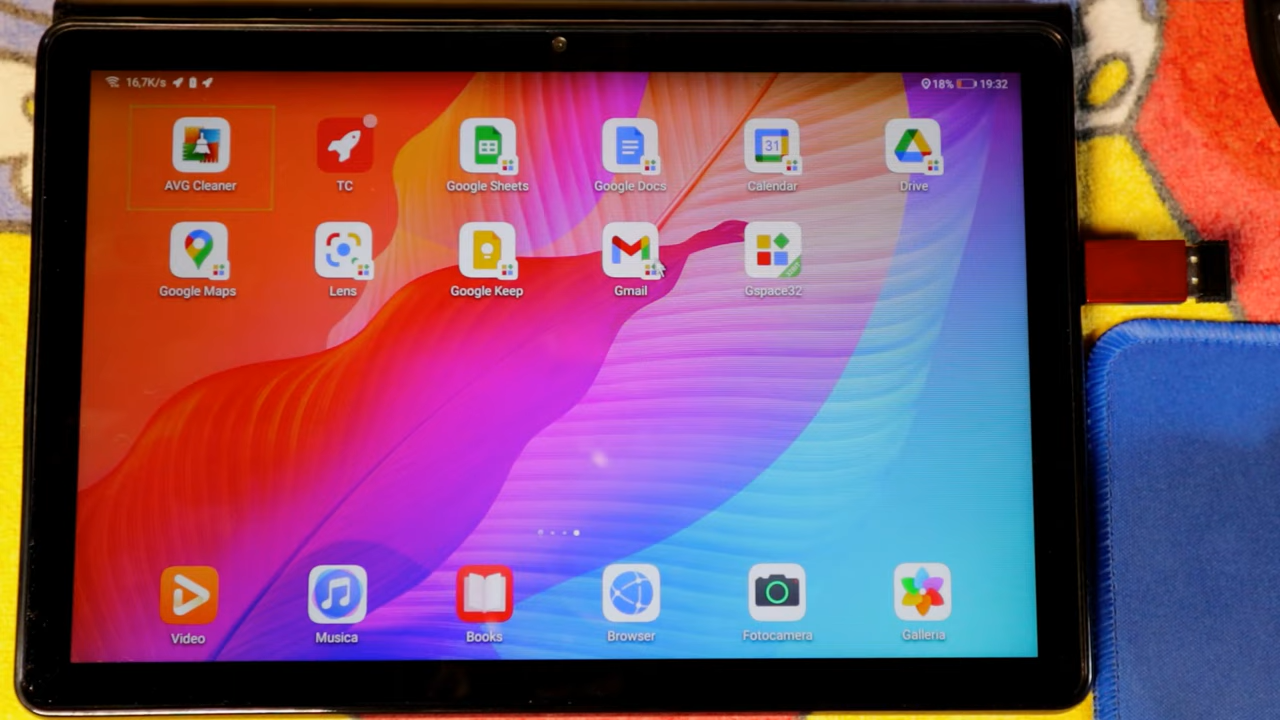 16,7K/s 18% 19:32
AVG Cleaner TC Google Sheets Google Docs Calendar Drive
31
Google Maps Lens Google Keep Gmail Gspace32
Video Musica Books Browser Fotocamera Galleria